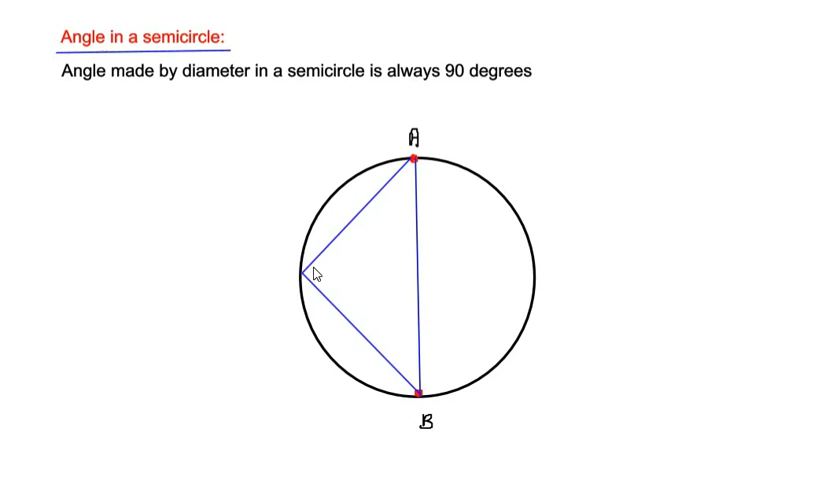 Angle in a semicircle:
Angle made by diameter in a semicircle is always 90 degrees
A
B